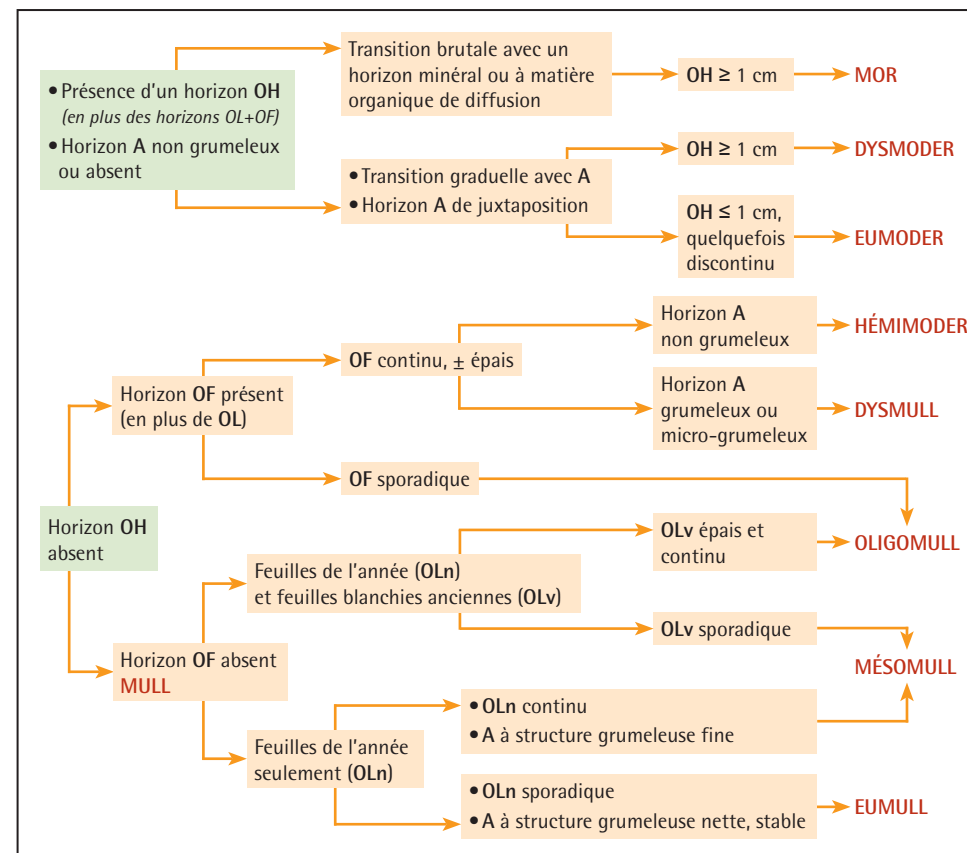 • Présence d'un horizon OH
(en plus des horizons OL+OF)
• Horizon A non grumeleux
ou absent
Transition brutale avec un
horizon minéral ou à matière
organique de diffusion
OH ≥ 1 cm
MOR
• Transition graduelle avec A
• Horizon A de juxtaposition
OH ≥ 1 cm
DYSMODER
OH ≤ 1 cm,
quelquefois
discontinu
EUMODER
Horizon OH
absent
Horizon OF présent
(en plus de OL)
OF continu, ± épais
Horizon A
non grumeleux
HÉMIMODER
Horizon A
grumeleux ou
micro-grumeleux
DYSMULL
OF sporadique
OLIGOMULL
Horizon OF absent
MULL
Feuilles de l'année (OLn)
et feuilles blanchies anciennes (OLv)
OLv épais et
continu
OLv sporadique
MÉSOMULL
Feuilles de l'année
seulement (OLn)
• OLn continu
• A à structure grumeleuse fine
• OLn sporadique
• A à structure grumeleuse nette, stable
EUMULL